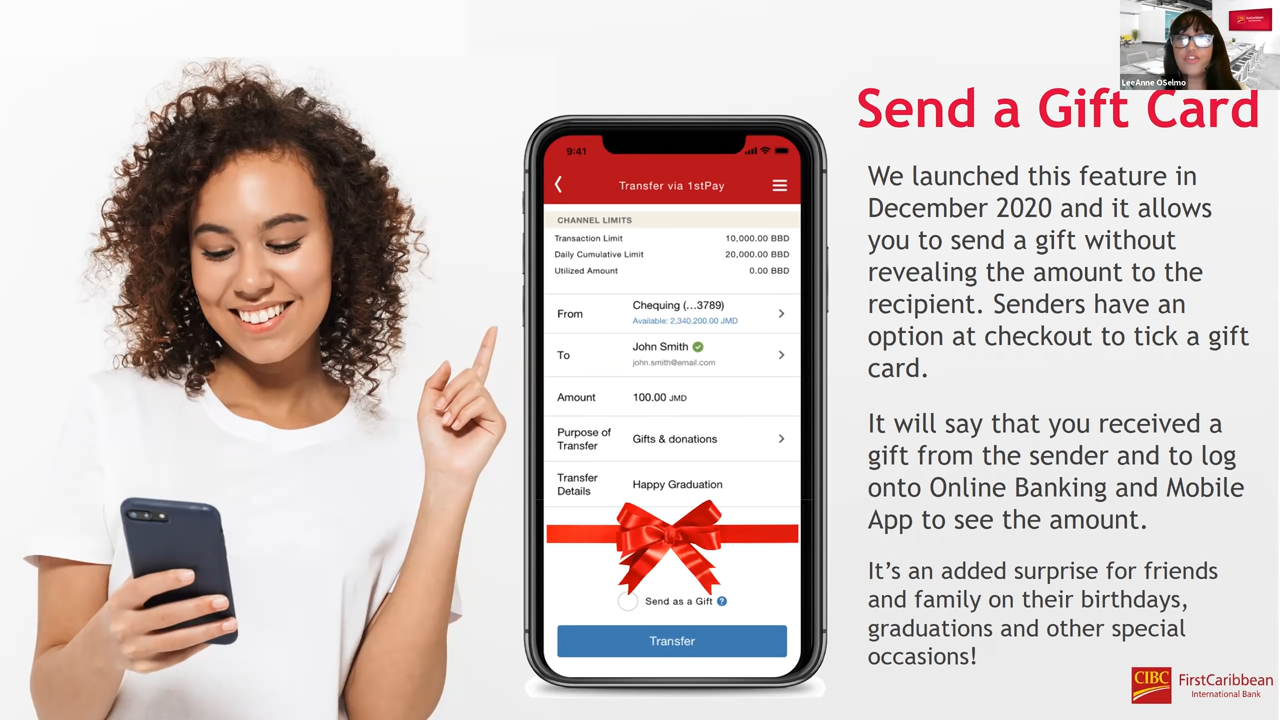 LeeAnne OSelmo
Send a Gift Card
We launched this feature in
December 2020 and it allows
you to send a gift without
revealing the amount to the
recipient. Senders have an
option at checkout to tick a gift
card.
It will say that you received a
gift from the sender and to log
onto Online Banking and Mobile
App to see the amount.
It’s an added surprise for friends
and family on their birthdays,
graduations and other special
occasions!
9:41
Transfer via 1stPay
CHANNEL LIMITS
Transaction Limit 10,000.00 BBD
Daily Cumulative Limit 20,000.00 BBD
Utilized Amount 0.00 BBD
From Chequing (...3789)
Available: 2,340,200.00 JMD
To John Smith
john.smith@email.com
Amount 100.00 JMD
Purpose of
Transfer Gifts & donations
Transfer
Details Happy Graduation
Send as a Gift ?
Transfer
CIBC FirstCaribbean
International Bank